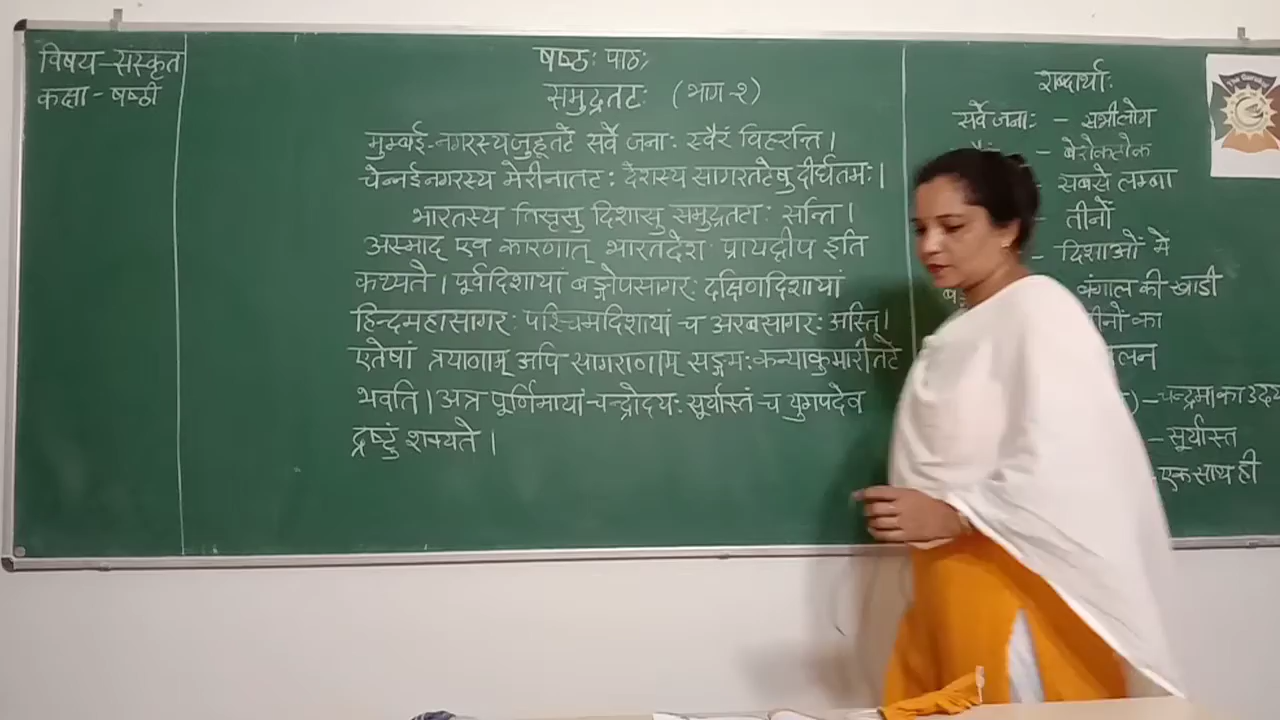 विषय-संस्कृत
कक्षा - षष्ठी
षष्ठः पाठः
समुद्रतटः (भाग-२)
मुम्बई-नगरस्य जुहूतटे सर्वे जनाः स्वैरं विहरन्ति।
चेन्नईनगरस्य मेरीनातटः देशस्य सागरतटेषु दीर्घतमः।
भारतस्य तिसृसु दिशासु समुद्रतटाः सन्ति।
अस्माद् एव कारणात् भारतदेशः प्रायद्वीप इति
कथ्यते। पूर्वदिशायां बङ्गोपसागरः दक्षिणदिशायां
हिन्दमहासागरः पश्चिमदिशायां च अरबसागरः अस्ति।
एतेषां त्रयाणाम् अपि सागराणाम् सङ्गमः कन्याकुमारीतटे
भवति। अत्र पूर्णिमायां चन्द्रोदयः सूर्यास्तं च युगपदेव
द्रष्टुं शक्यते।
शब्दार्थाः
सर्वे जनाः - सभी लोग
- बेरोकटोक
- सबसे लम्बा
- तीनों
- दिशाओं में
बंगाल की खाड़ी
तीनों का
- चन्द्रमा का उदय
- सूर्यास्त
- एक साथ ही